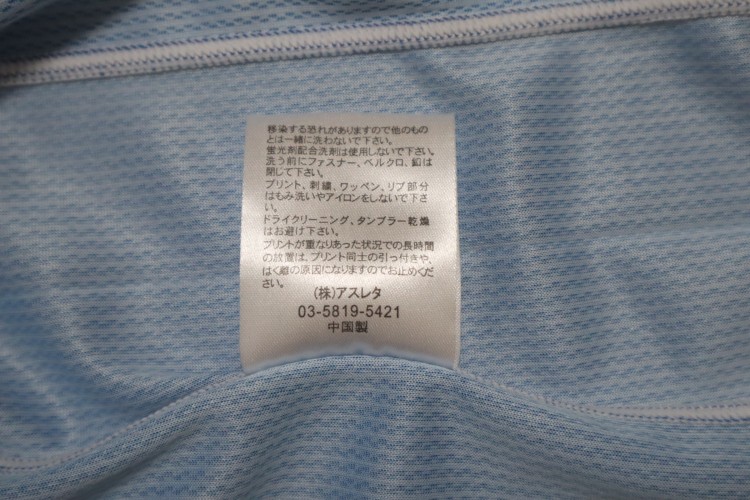 移染する恐れがありますので他のもの
とは一緒に洗わないで下さい。
蛍光剤配合洗剤は使用しないで下さい。
洗う前にファスナー、ベルクロ、釦は
閉じて下さい。
プリント、刺繍、ワッペン、リブ部分
はもみ洗いやアイロンをしないで下さ
い。
ドライクリーニング、タンブラー乾燥
はお避け下さい。
プリントが重なりあった状況での長時間
の放置は、プリント同士の引っ付きや、
はく離の原因になりますのでお止めくだ
さい。
(株)アスレタ
03-5819-5421
中国製